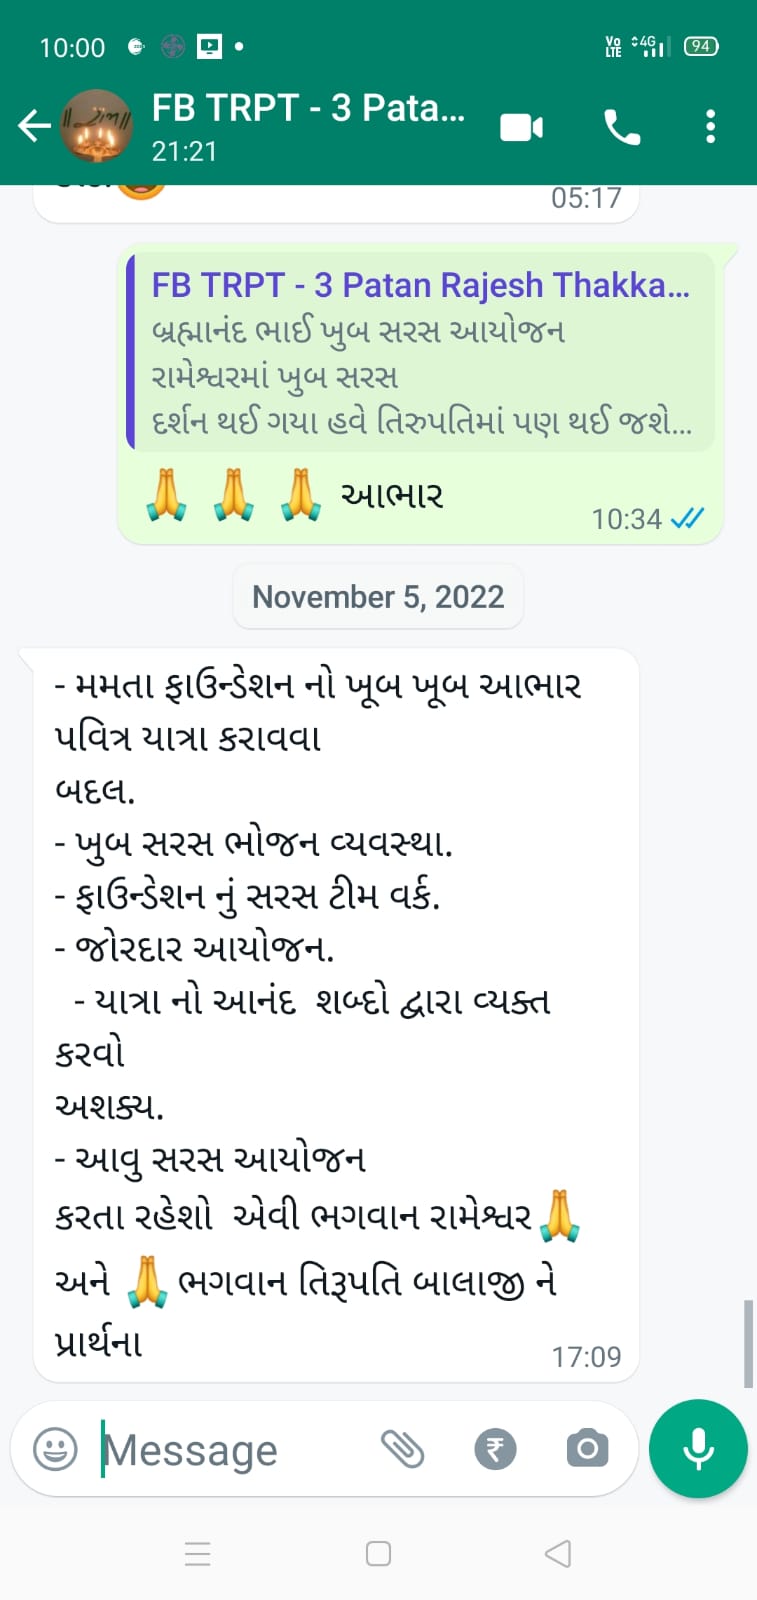 10:00
Vo LTE 4G 94
FB TRPT - 3 Pata...
21:21
05:17
FB TRPT - 3 Patan Rajesh Thakka...
બ્રહ્માનંદ ભાઈ ખુબ સરસ આયોજન
રામેશ્વરમાં ખુબ સરસ
દર્શન થઈ ગયા હવે તિરુપતિમાં પણ થઈ જશે...
🙏 🙏 🙏 આભાર
10:34
November 5, 2022
- મમતા ફાઉન્ડેશન નો ખૂબ ખૂબ આભાર
પવિત્ર યાત્રા કરાવવા
બદલ.
- ખુબ સરસ ભોજન વ્યવસ્થા.
- ફાઉન્ડેશન નું સરસ ટીમ વર્ક.
- જોરદાર આયોજન.
- યાત્રા નો આનંદ  શબ્દો દ્વારા વ્યક્ત
કરવો
અશક્ય.
- આવુ સરસ આયોજન
કરતા રહેશો  એવી ભગવાન રામેશ્વર🙏
અને 🙏 ભગવાન તિરૂપતિ બાલાજી ને
પ્રાર્થના
17:09
Message